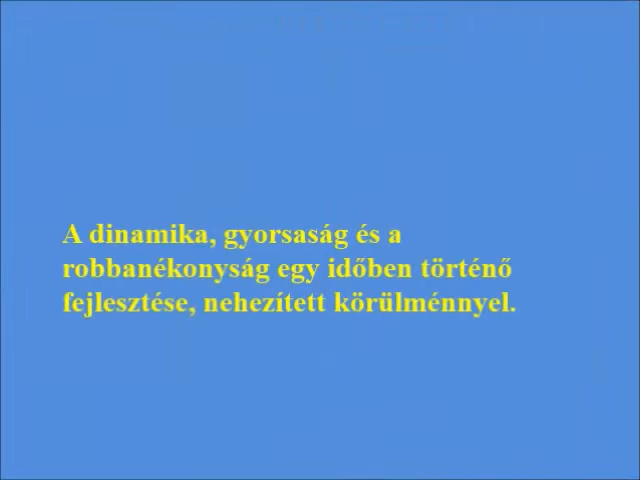 A dinamika, gyorsaság és a
robbanékonyság egy időben történő
fejlesztése, nehezített körülménnyel.